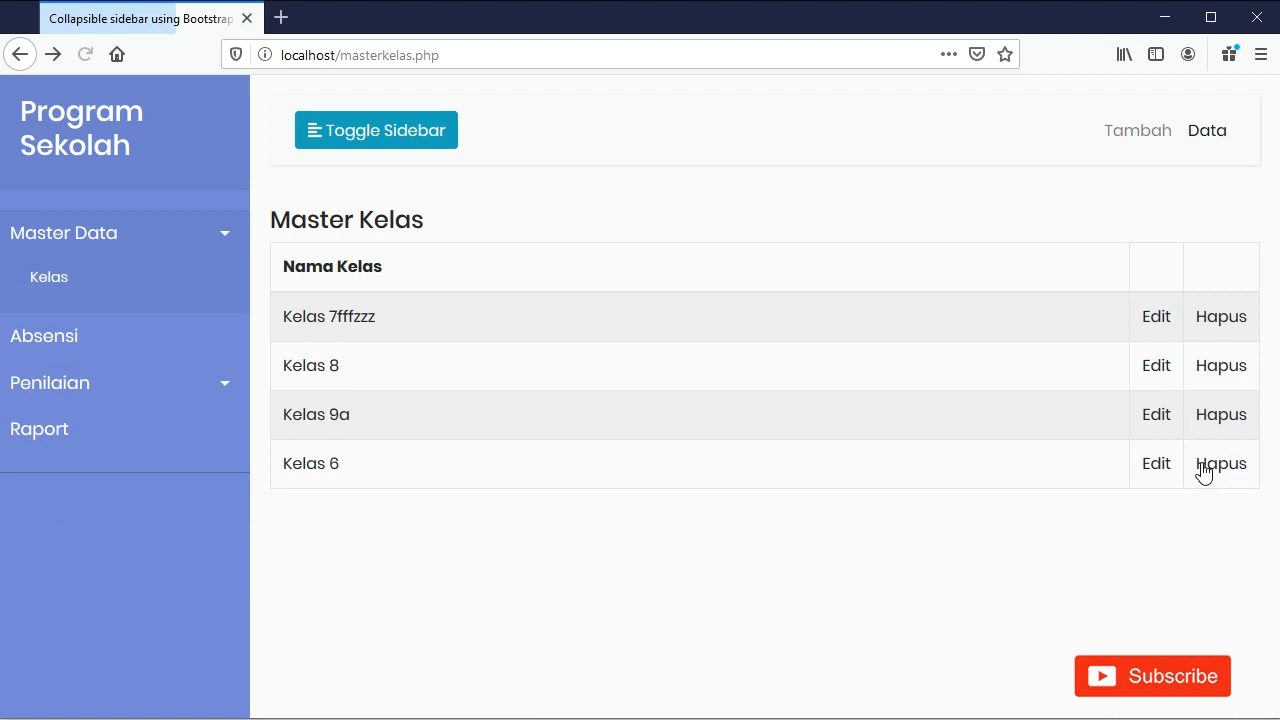 Collapsible sidebar using Bootstrap
localhost/masterkelas.php
Program
Sekolah
Master Data
Kelas
Absensi
Penilaian
Raport
Toggle Sidebar
Tambah Data
Master Kelas
Nama Kelas
Kelas 7fffzzz Edit Hapus
Kelas 8 Edit Hapus
Kelas 9a Edit Hapus
Kelas 6 Edit Hapus
Subscribe